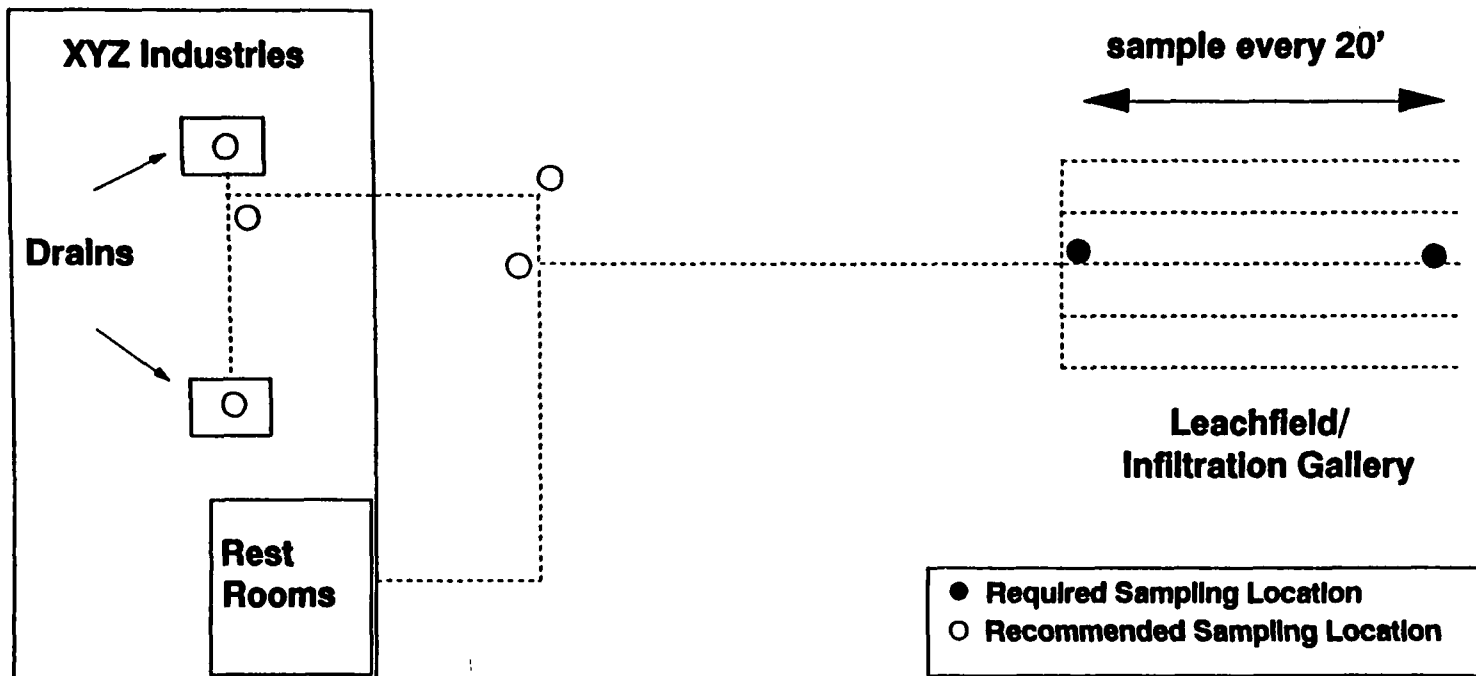 XYZ Industries
sample every 20'
Drains
Leachfield/
Infiltration Gallery
Rest
Rooms
Required Sampling Location
Recommended Sampling Location